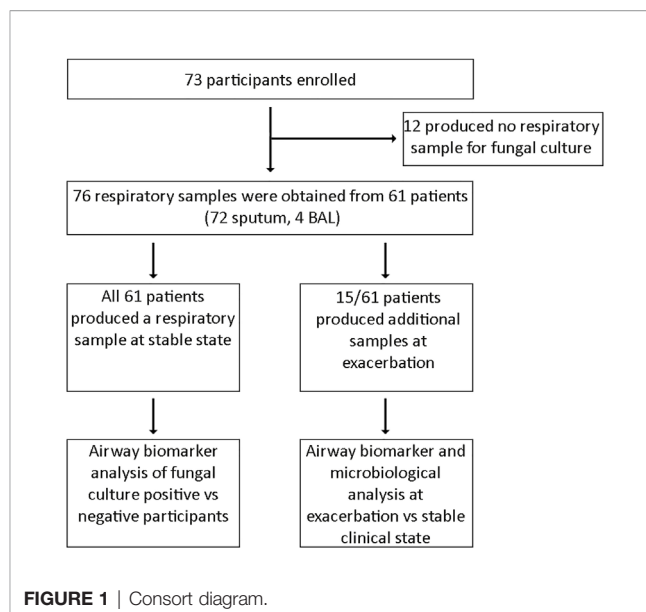 73 participants enrolled
12 produced no respiratory
sample for fungal culture
76 respiratory samples were obtained from 61 patients
(72 sputum, 4 BAL)
All 61 patients
produced a respiratory
sample at stable state
15/61 patients
produced additional
samples at
exacerbation
Airway biomarker
analysis of fungal
culture positive vs
negative participants
Airway biomarker and
microbiological
analysis at
exacerbation vs stable
clinical state
FIGURE 1 | Consort diagram.